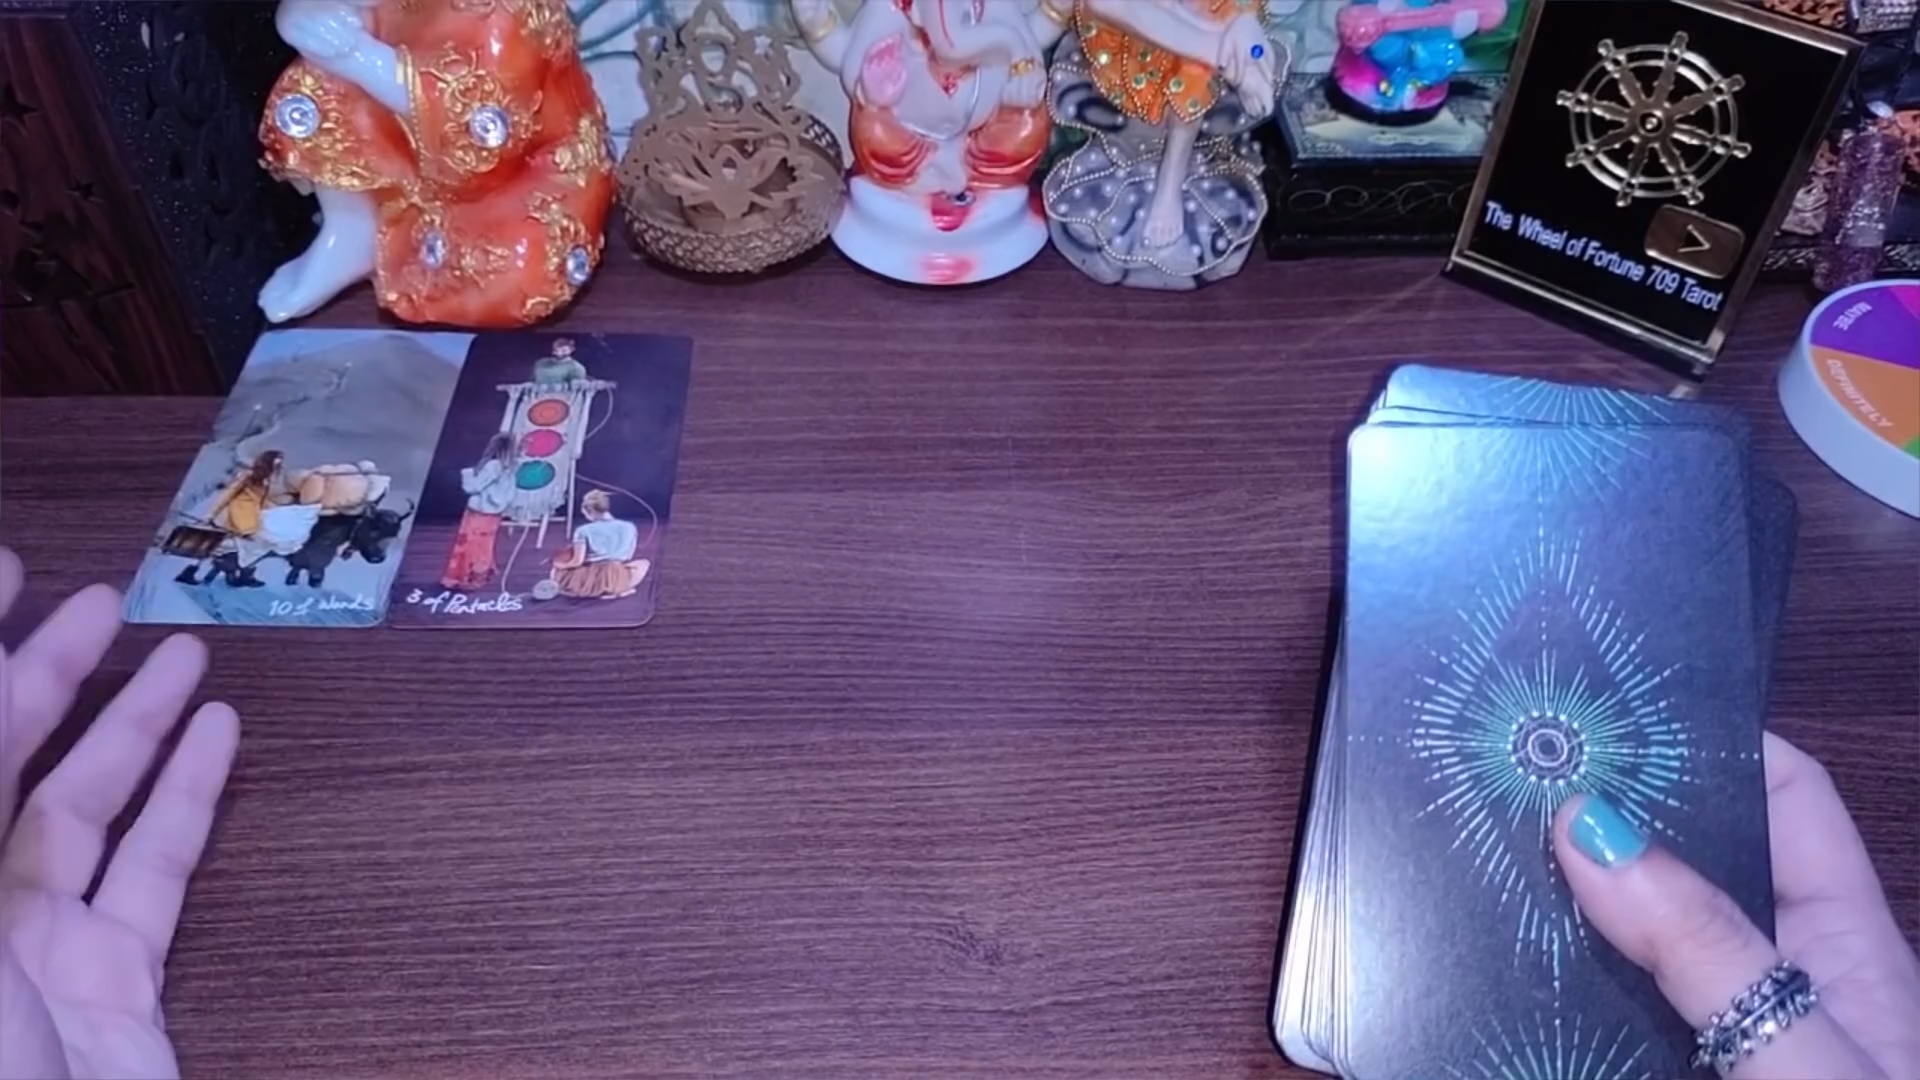 The Wheel of Fortune 709 Tarot
MAYBE
DEFINITELY
10 of Wands
3 of Pentacles